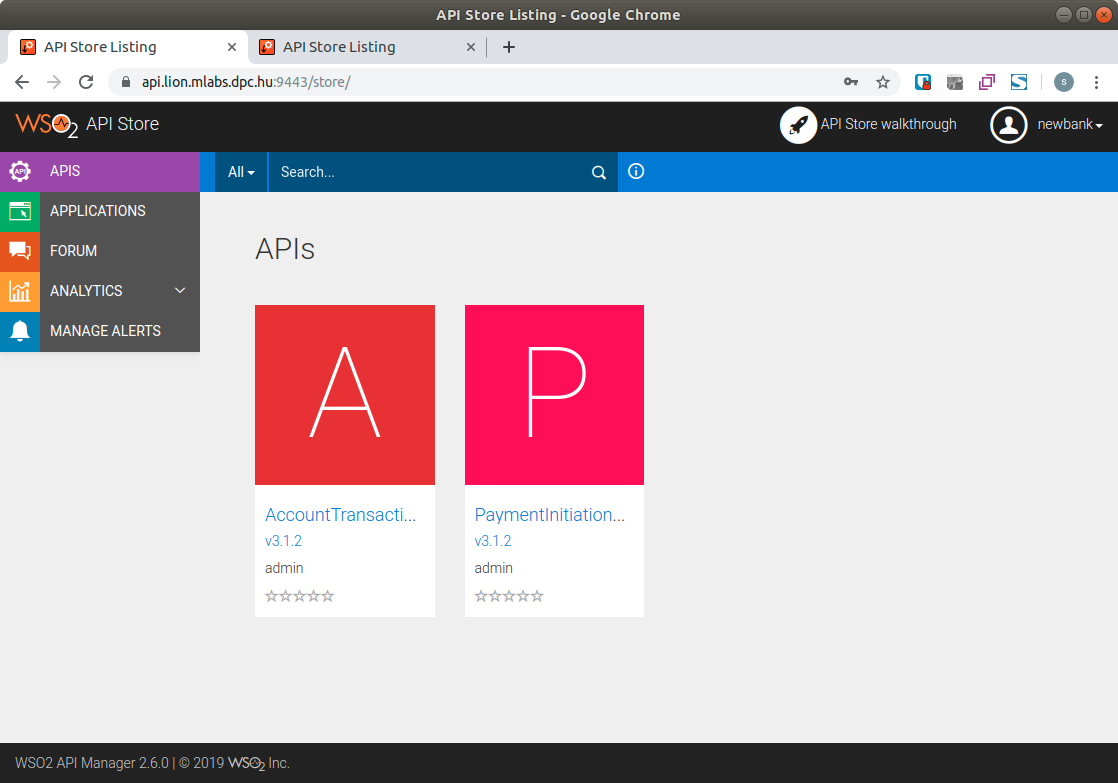 API Store Listing - Google Chrome
API Store Listing
API Store Listing
api.lion.mlabs.dpc.hu:9443/store/
s
WSO2 API Store
API Store walkthrough
newbank
API APIS
All
Search...
APPLICATIONS
FORUM
ANALYTICS
MANAGE ALERTS
APIs
A
P
AccountTransacti...
v3.1.2
admin
PaymentInitiation...
v3.1.2
admin
WSO2 API Manager 2.6.0 | © 2019 WSO2 Inc.